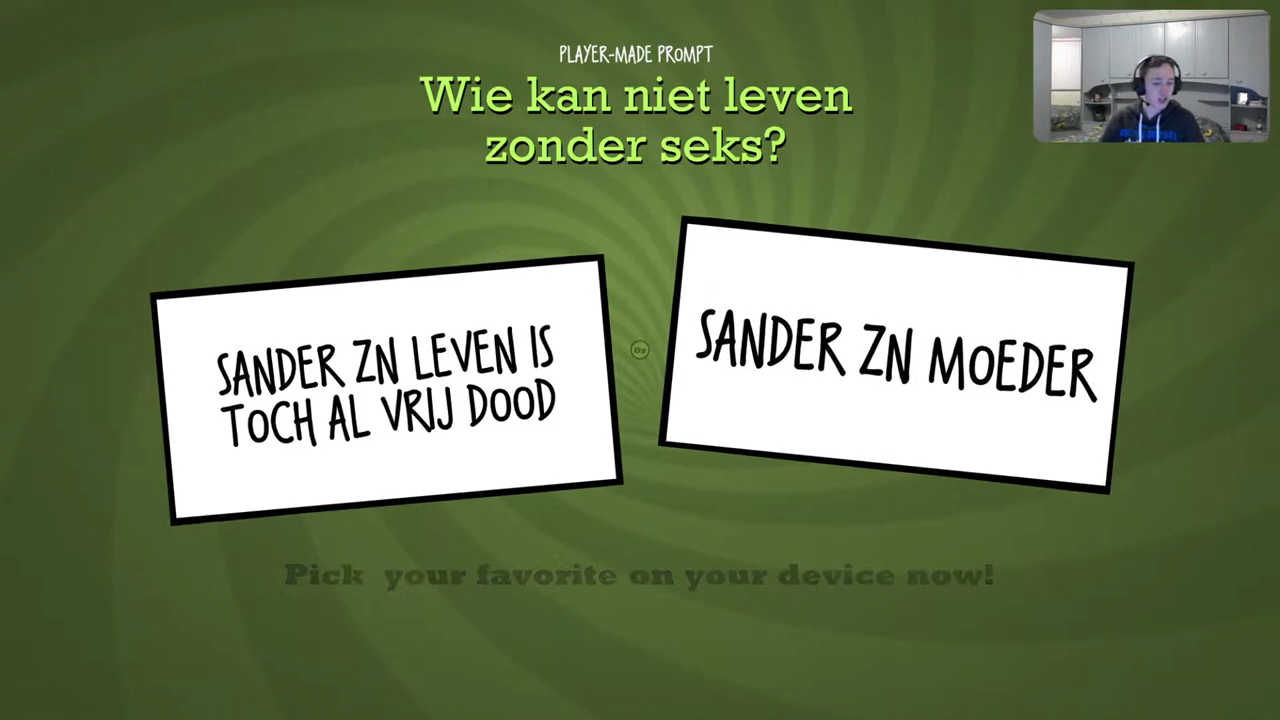 PLAYER-MADE PROMPT
Wie kan niet leven
zonder seks?
SANDER ZN LEVEN IS
TOCH AL VRIJ DOOD
Or
SANDER ZN MOEDER
Pick your favorite on your device now!